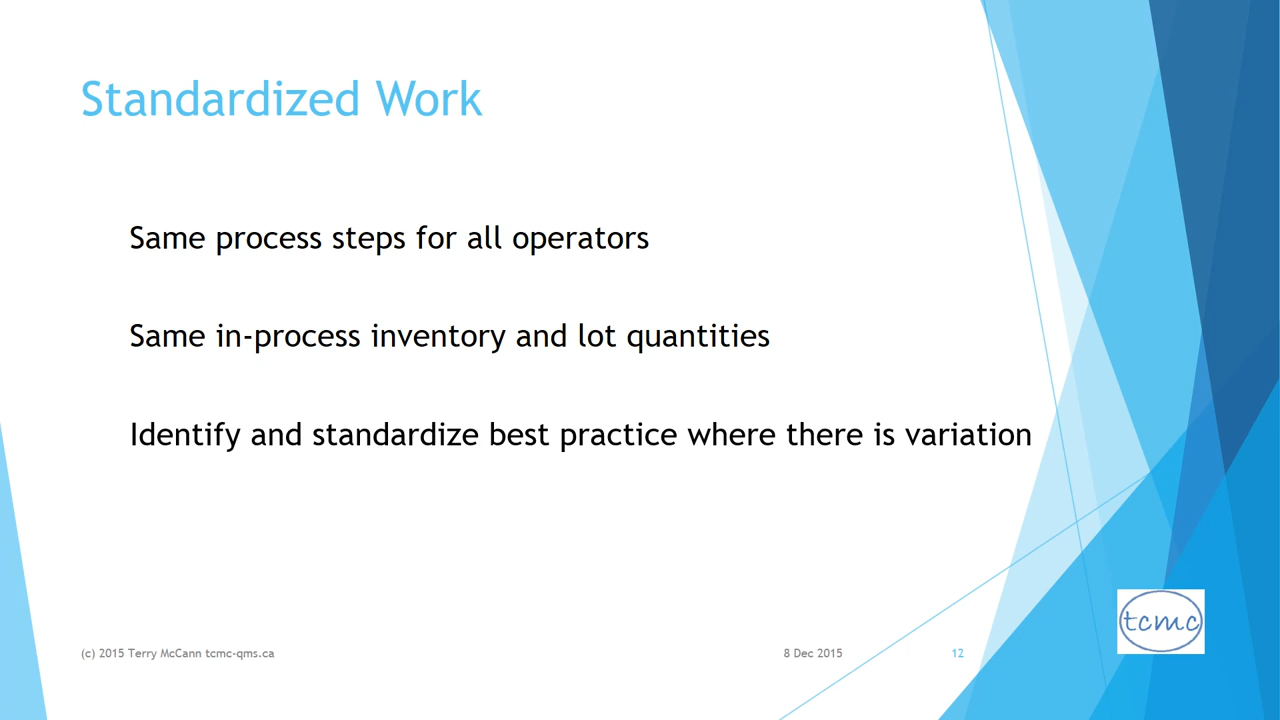 Standardized Work
Same process steps for all operators
Same in-process inventory and lot quantities
Identify and standardize best practice where there is variation
tcmc
(c) 2015 Terry McCann tcmc-qms.ca
8 Dec 2015
12